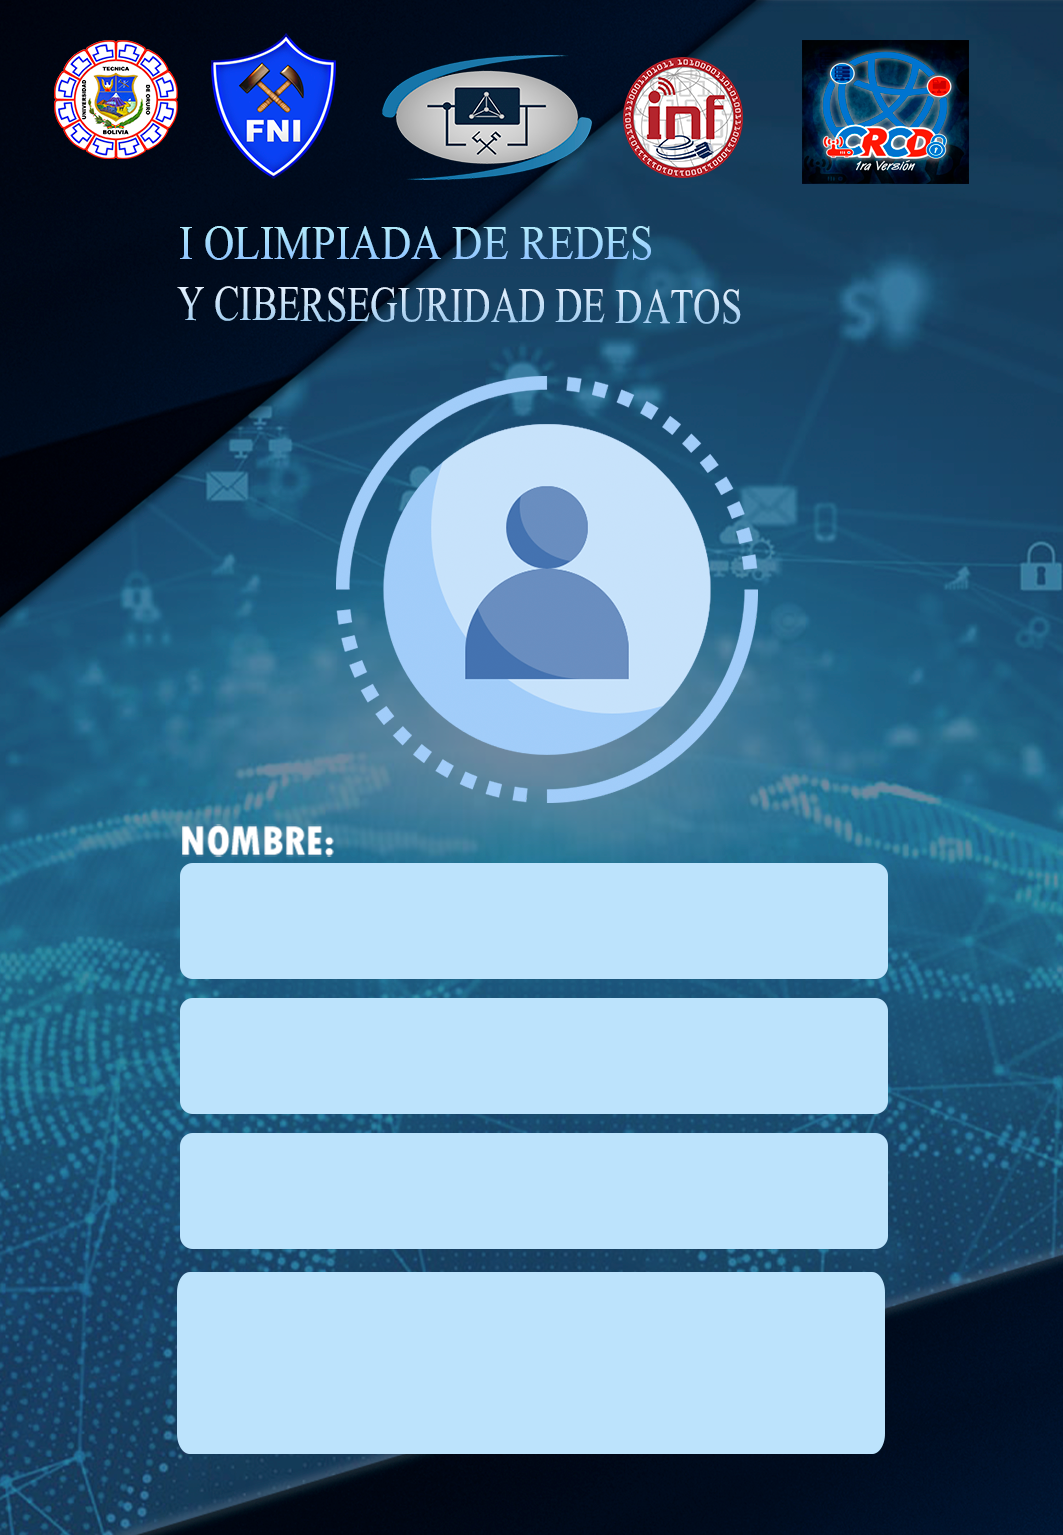 UNIVERSIDAD
TECNICA
DE ORURO
BOLIVIA
FNI
inf
CRCD
1ra Versión
I OLIMPIADA DE REDES
Y CIBERSEGURIDAD DE DATOS
NOMBRE: